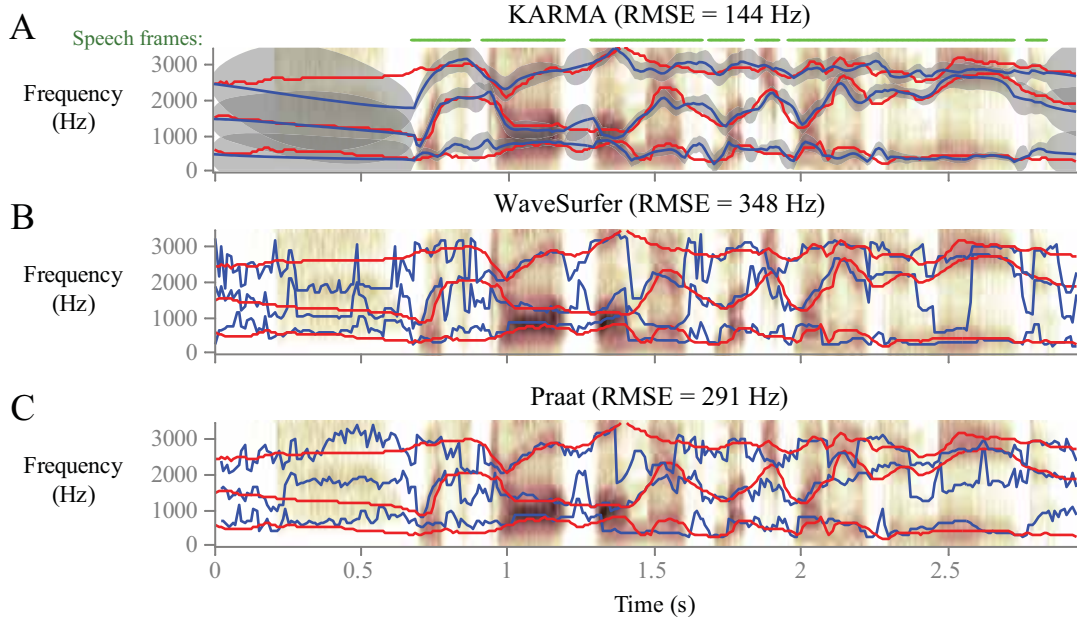 A
KARMA (RMSE = 144 Hz)
Speech frames:
Frequency
(Hz)
3000
2000
1000
0
B
WaveSurfer (RMSE = 348 Hz)
Frequency
(Hz)
3000
2000
1000
0
C
Praat (RMSE = 291 Hz)
Frequency
(Hz)
3000
2000
1000
0
0 0.5 1 1.5 2 2.5
Time (s)